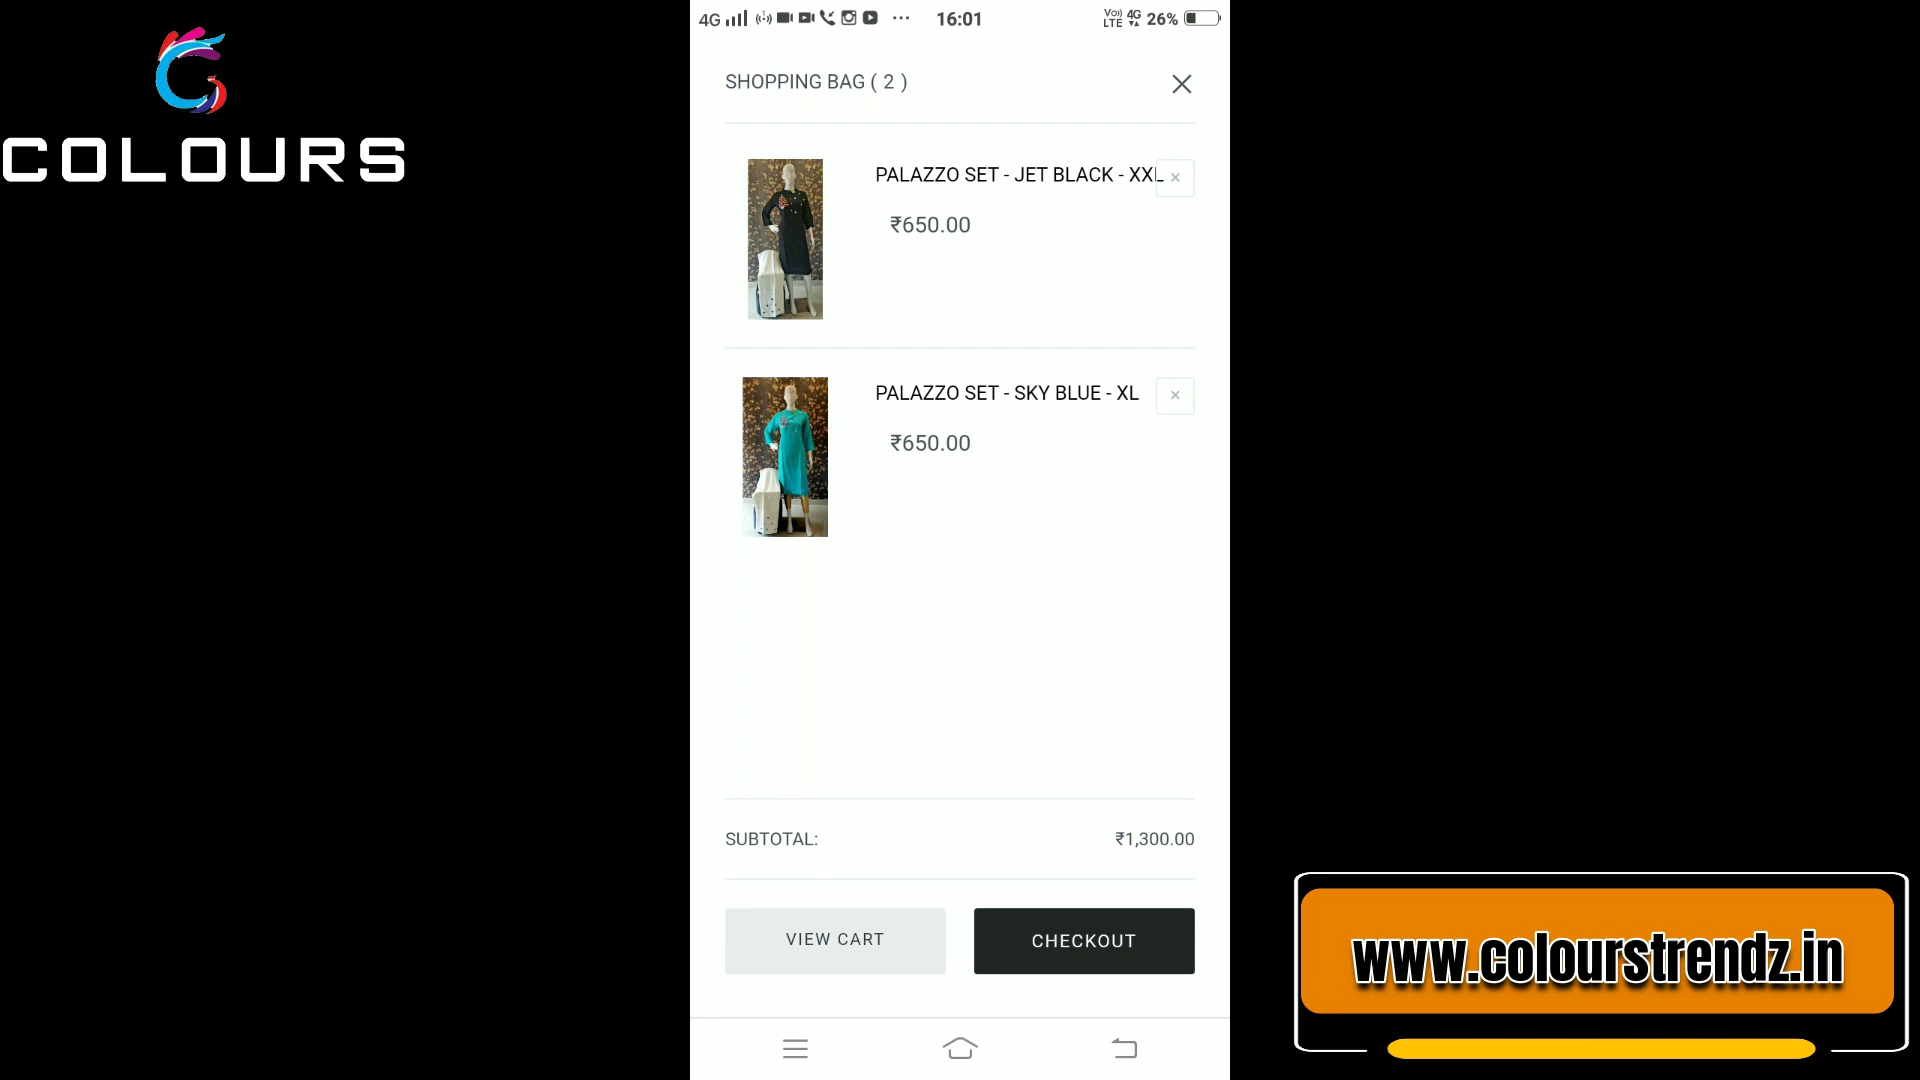 COLOURS
4G 16:01 Vo)) LTE 4G 26%
SHOPPING BAG ( 2 )
PALAZZO SET - JET BLACK - XXL
₹650.00
PALAZZO SET - SKY BLUE - XL
₹650.00
SUBTOTAL: ₹1,300.00
VIEW CART CHECKOUT
www.colourstrendz.in